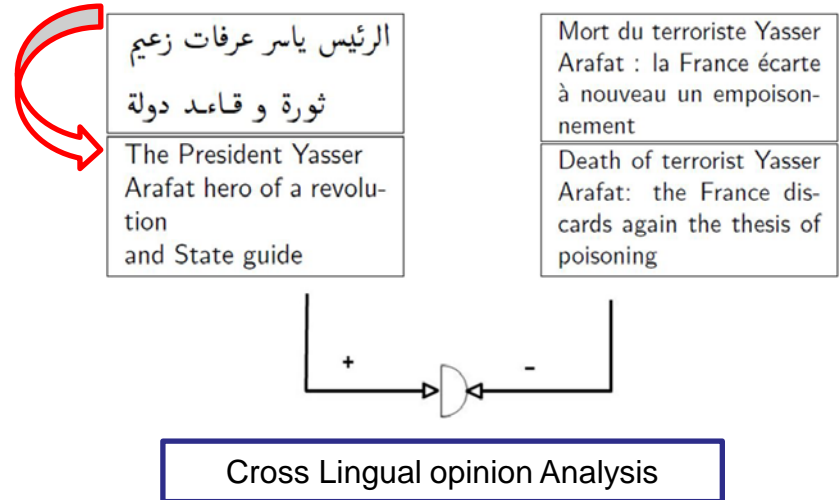 الرئيس ياسر عرفات زعيم
ثورة و قاءد دولة
The President Yasser
Arafat hero of a revolu-
tion
and State guide
Mort du terroriste Yasser
Arafat : la France écarte
à nouveau un empoison-
nement
Death of terrorist Yasser
Arafat: the France dis-
cards again the thesis of
poisoning
+
-
Cross Lingual opinion Analysis